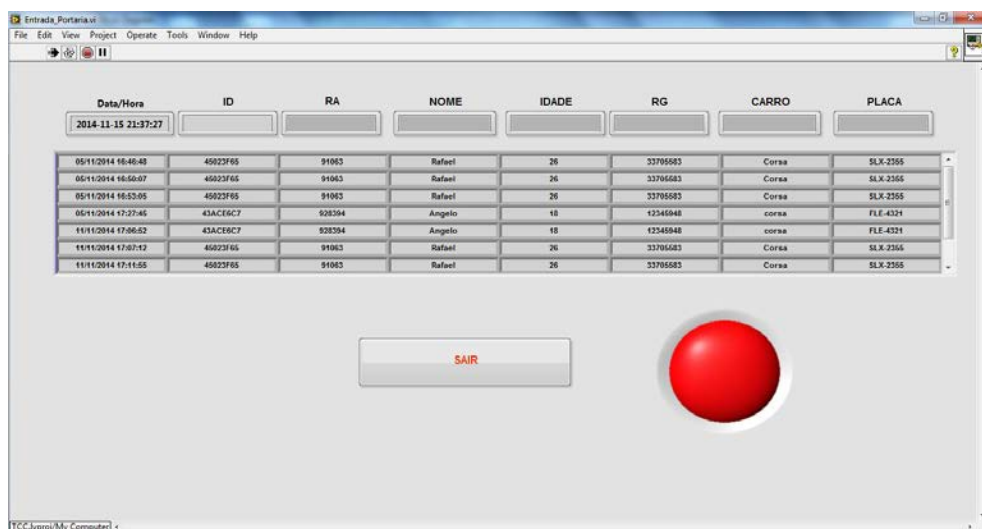 Entrada_Portaria.vi
File Edit View Project Operate Tools Window Help
Data/Hora ID RA NOME IDADE RG CARRO PLACA
2014-11-15 21:37:27
05/11/2014 16:46:48 45023F65 91063 Rafael 26 33705583 Corsa SLX-2355
05/11/2014 16:50:07 45023F65 91063 Rafael 26 33705583 Corsa SLX-2355
05/11/2014 16:53:05 45023F65 91063 Rafael 26 33705583 Corsa SLX-2355
05/11/2014 17:27:45 43ACE6C7 928394 Angelo 18 12345948 corsa FLE-4321
11/11/2014 17:06:52 43ACE6C7 928394 Angelo 18 12345948 corsa FLE-4321
11/11/2014 17:07:12 45023F65 91063 Rafael 26 33705583 Corsa SLX-2355
11/11/2014 17:11:55 45023F65 91063 Rafael 26 33705583 Corsa SLX-2355
SAIR
TCC.lvproj/My Computer